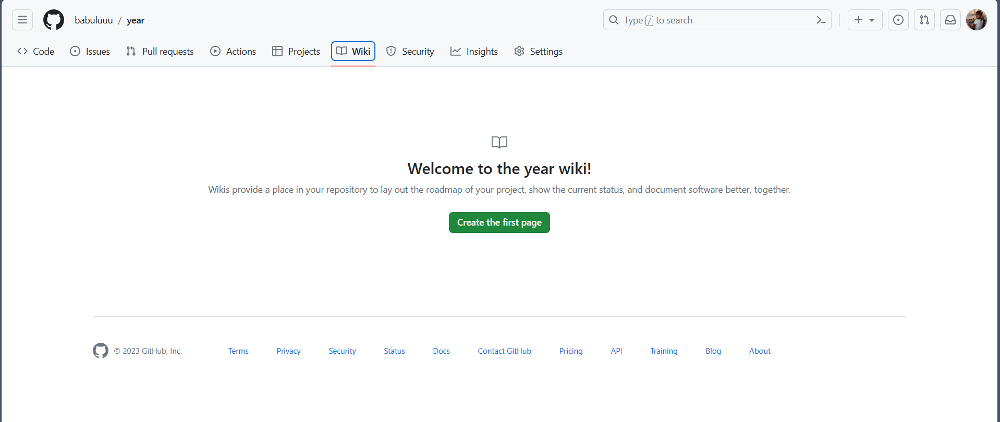 babuluuu / year
Type / to search
Code Issues Pull requests Actions Projects Wiki Security Insights Settings
Welcome to the year wiki!
Wikis provide a place in your repository to lay out the roadmap of your project, show the current status, and document software better, together.
Create the first page
© 2023 GitHub, Inc. Terms Privacy Security Status Docs Contact GitHub Pricing API Training Blog About